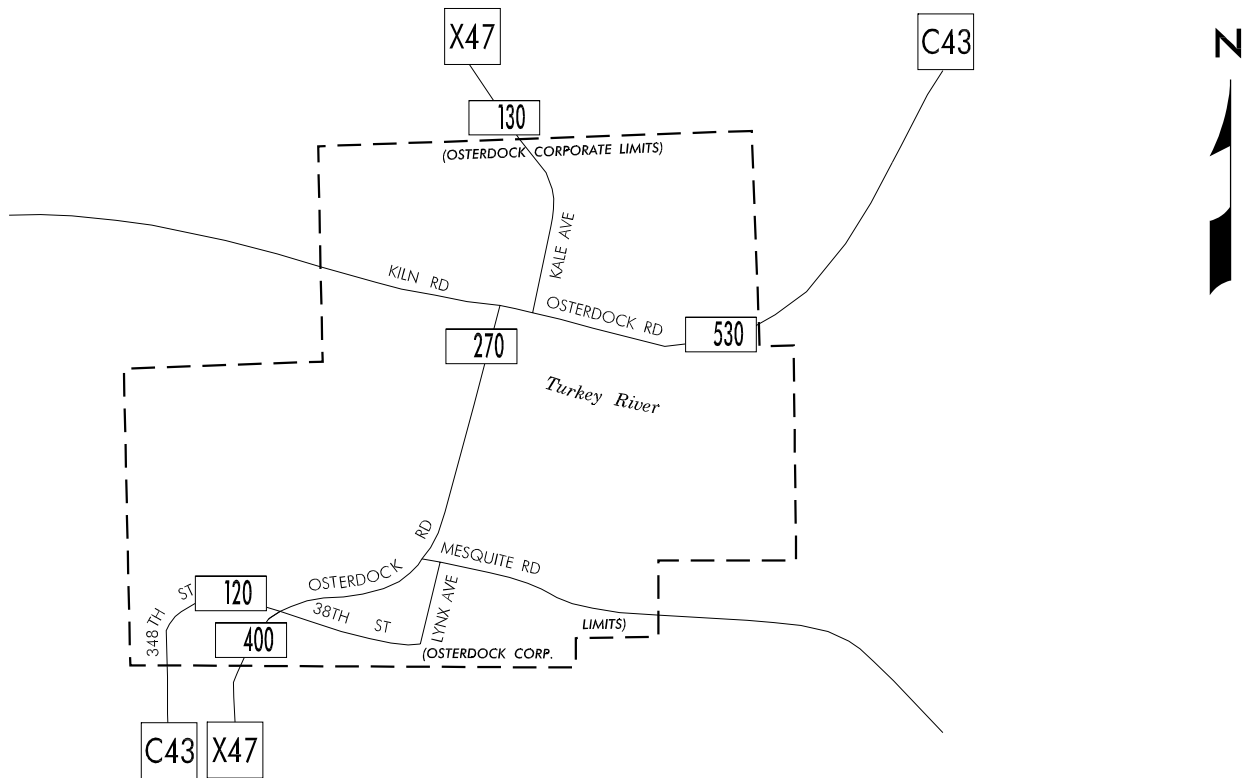 X47
C43
N
130
(OSTERDOCK CORPORATE LIMITS)
KALE AVE
KILN RD
OSTERDOCK RD
530
270
Turkey River
OSTERDOCK RD
MESQUITE RD
348TH ST
120
38TH ST
LYNX AVE
400
(OSTERDOCK CORP.
LIMITS)
C43
X47